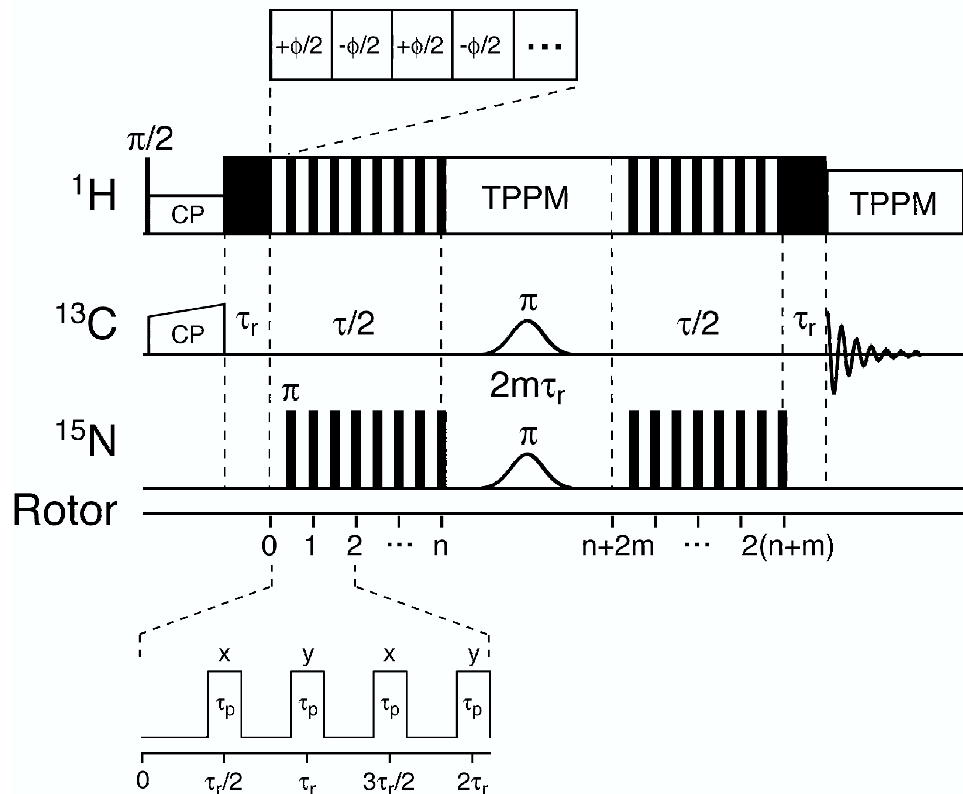 +ϕ/2 -ϕ/2 +ϕ/2 -ϕ/2 ···
π/2
¹H CP TPPM TPPM
¹³C CP τr τ/2 π τ/2 τr
2mτr
¹⁵N π π
Rotor
0 1 2 ··· n n+2m ··· 2(n+m)
x y x y
τp τp τp τp
0 τr/2 τr 3τr/2 2τr